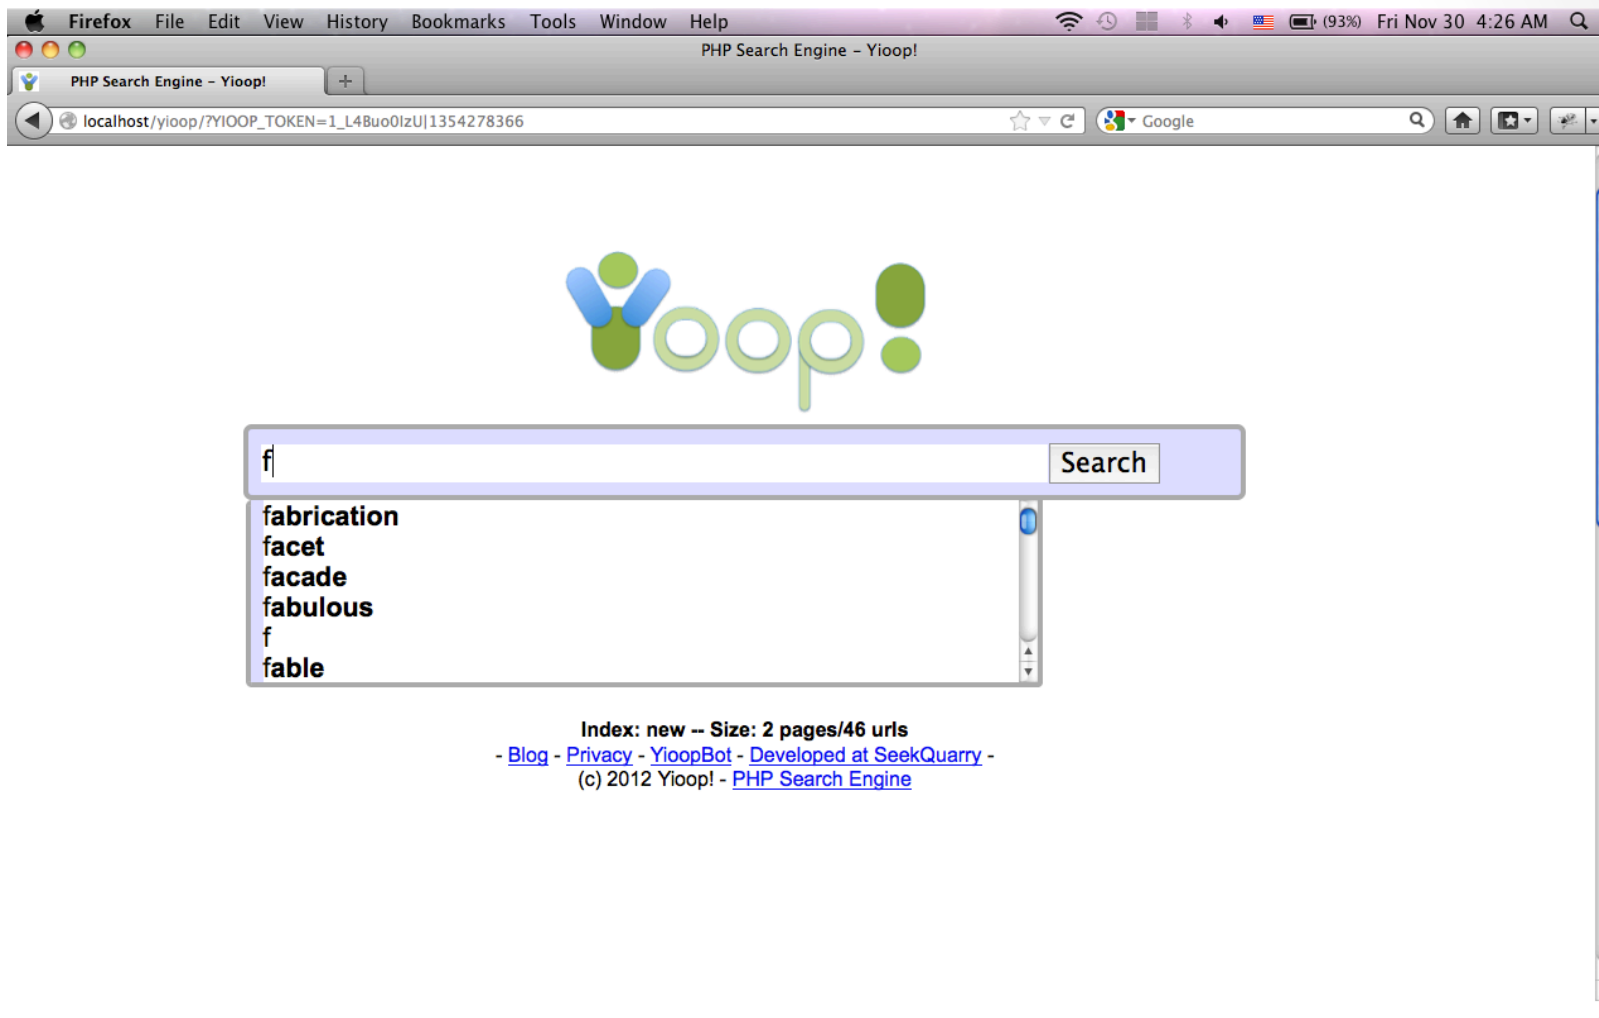 Firefox File Edit View History Bookmarks Tools Window Help (93%) Fri Nov 30 4:26 AM
PHP Search Engine – Yioop!
PHP Search Engine – Yioop!
localhost/yioop/?YIOOP_TOKEN=1_L4Buo0IzU|1354278366 Google
Yioop!
f Search
fabrication
facet
facade
fabulous
f
fable
Index: new -- Size: 2 pages/46 urls
- Blog - Privacy - YioopBot - Developed at SeekQuarry -
(c) 2012 Yioop! - PHP Search Engine